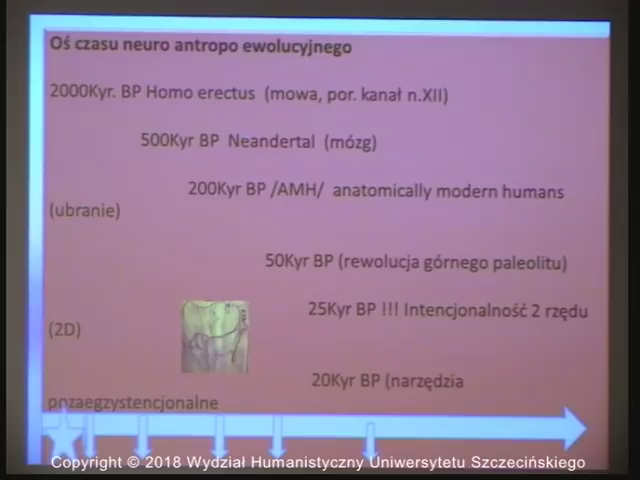 Oś czasu neuro antropo ewolucyjnego
2000Kyr. BP Homo erectus (mowa, por. kanał n.XII)
500Kyr BP Neandertal (mózg)
200Kyr BP /AMH/ anatomically modern humans
(ubranie)
50Kyr BP (rewolucja górnego paleolitu)
25Kyr BP !!! Intencjonalność 2 rzędu
(2D)
20Kyr BP (narzędzia
pozaegzystencjonalne
Copyright © 2018 Wydział Humanistyczny Uniwersytetu Szczecińskiego